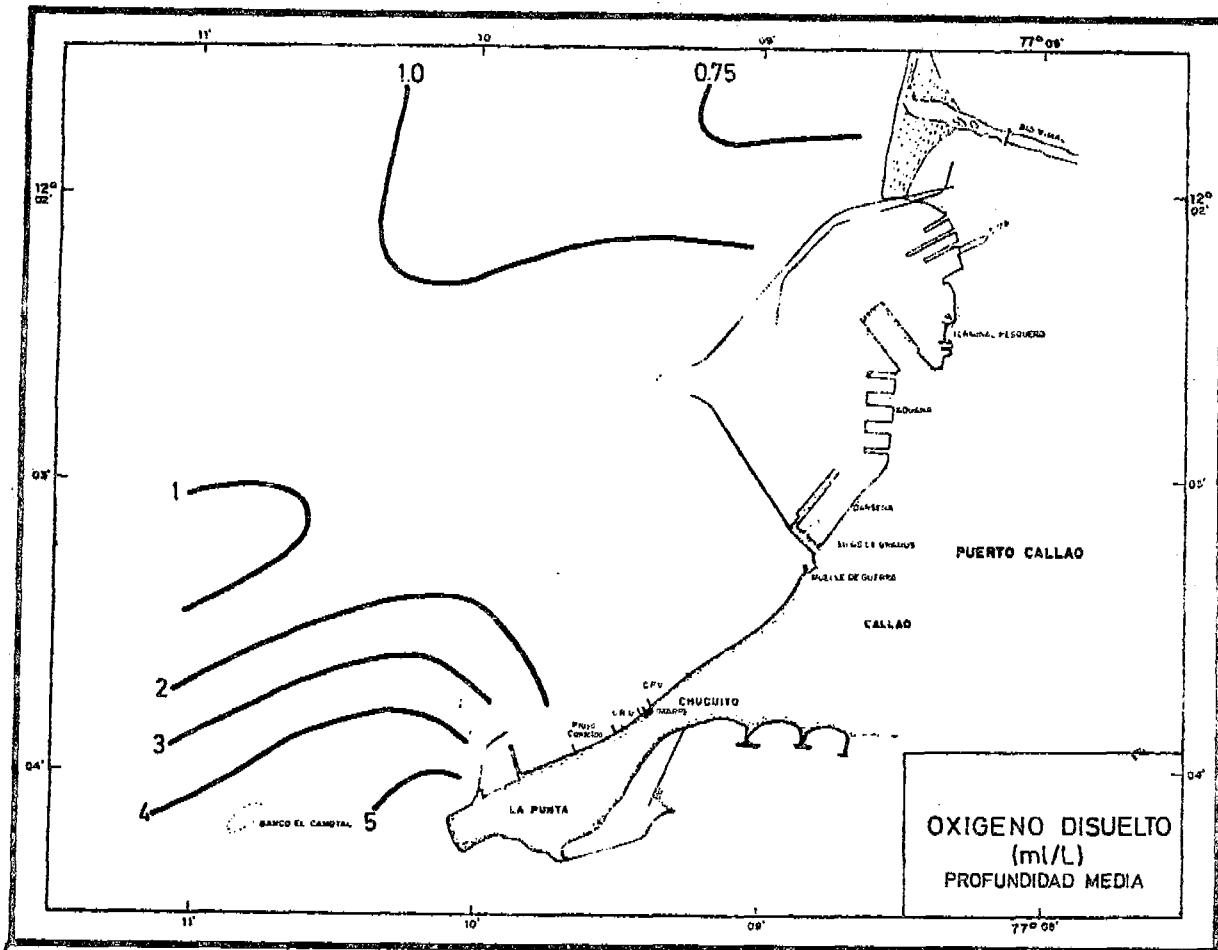 11'
10
09'
77° 08'
1.0
0.75
12°
02'
12°
02'
TERMINAL PESQUERO
ADUANA
03'
1
03'
DARSENA
PUERTO CALLAO
MUELLE DE GUERRA
CALLAO
2
CHUCUITO
3
04'
04'
4
5
LA PUNTA
BANCO EL CAMOTAL
OXIGENO DISUELTO
(ml/L)
PROFUNDIDAD MEDIA
11'
10'
09'
77° 08'